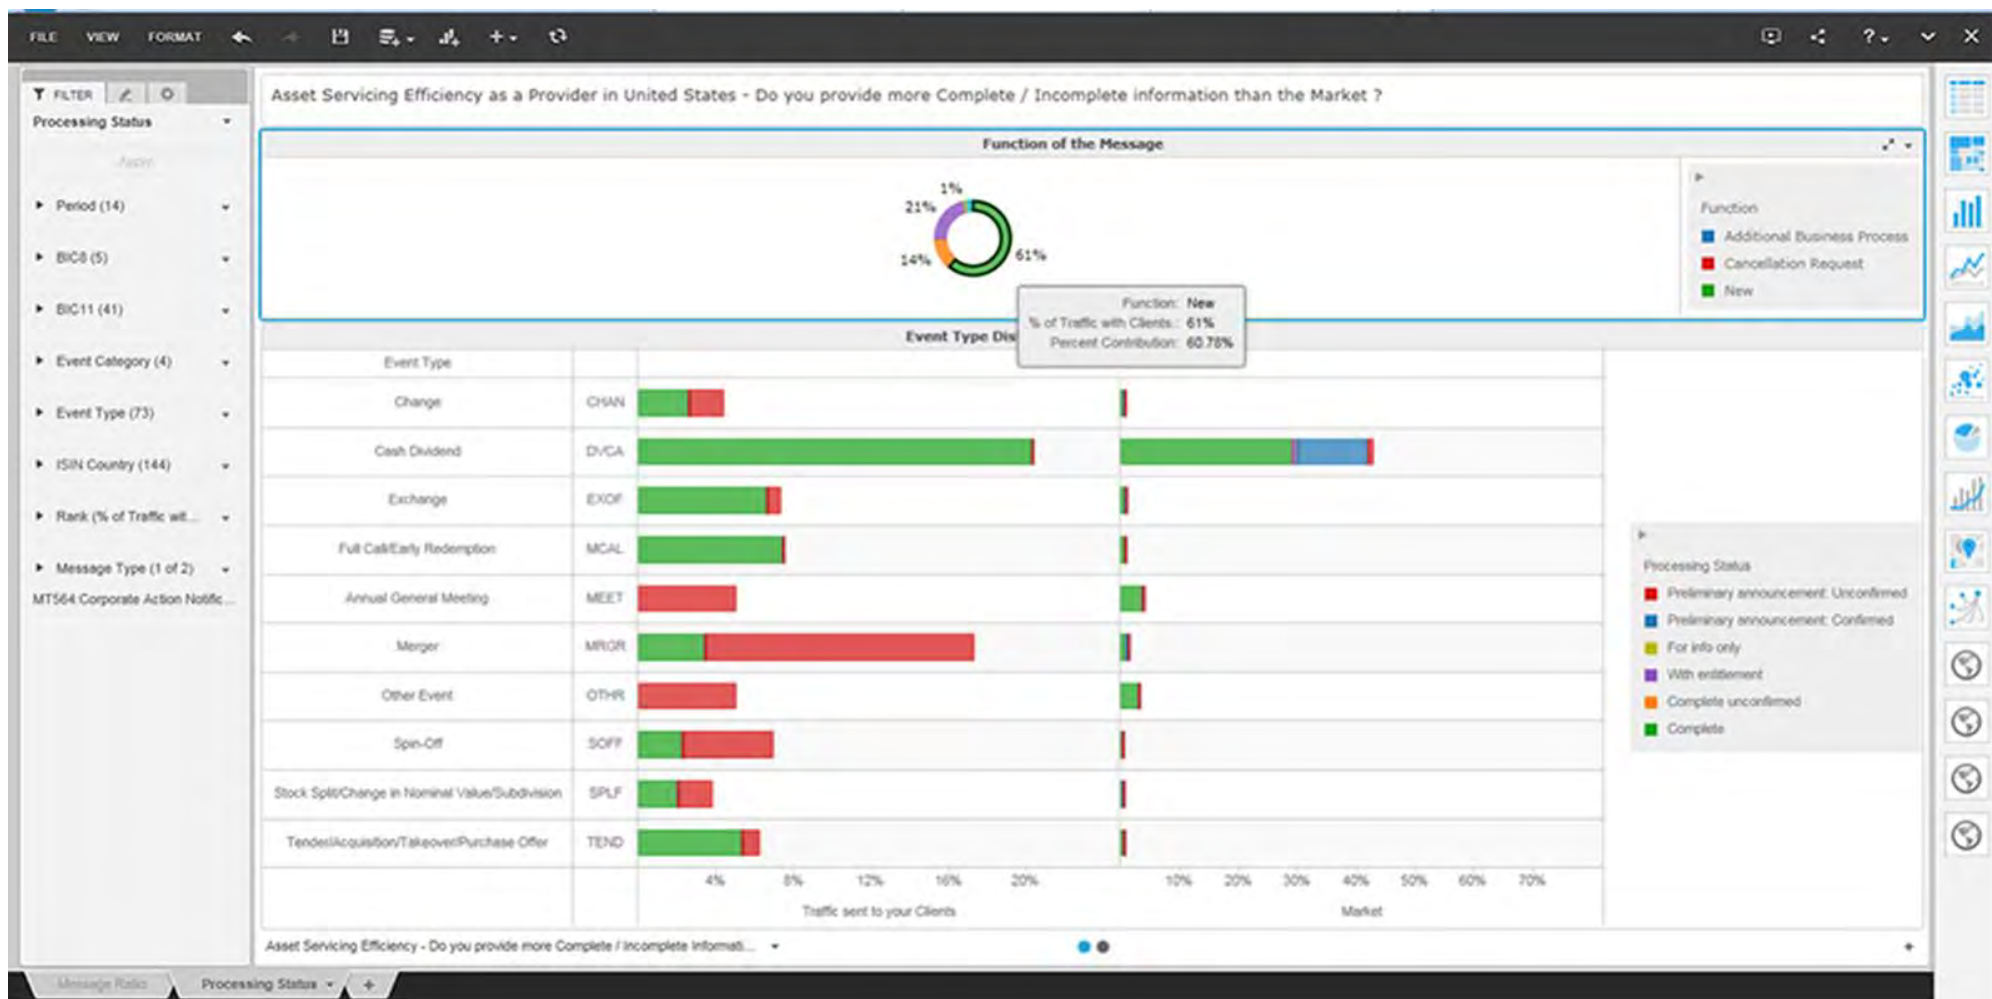 FILE VIEW FORMAT ?
FILTER
Processing Status
Apply
Period (14)
BIC8 (5)
BIC11 (41)
Event Category (4)
Event Type (73)
ISIN Country (144)
Rank (% of Traffic wit...
Message Type (1 of 2)
MT564 Corporate Action Notific...
Asset Servicing Efficiency as a Provider in United States - Do you provide more Complete / Incomplete information than the Market ?
Function of the Message
1%
21%
14%
61%
Function
Additional Business Process
Cancellation Request
New
Function: New
% of Traffic with Clients.: 61%
Percent Contribution: 60.78%
Event Type Dis
Event Type
Change CHAN
Cash Dividend DVCA
Exchange EXOF
Full Call/Early Redemption MCAL
Annual General Meeting MEET
Merger MRGR
Other Event OTHR
Spin-Off SOFF
Stock Split/Change in Nominal Value/Subdivision SPLF
Tender/Acquisition/Takeover/Purchase Offer TEND
4% 8% 12% 16% 20% 10% 20% 30% 40% 50% 60% 70%
Traffic sent to your Clients Market
Processing Status
Preliminary announcement: Unconfirmed
Preliminary announcement: Confirmed
For info only
With entitlement
Complete unconfirmed
Complete
Asset Servicing Efficiency - Do you provide more Complete / Incomplete Informati...
Message Ratio Processing Status +